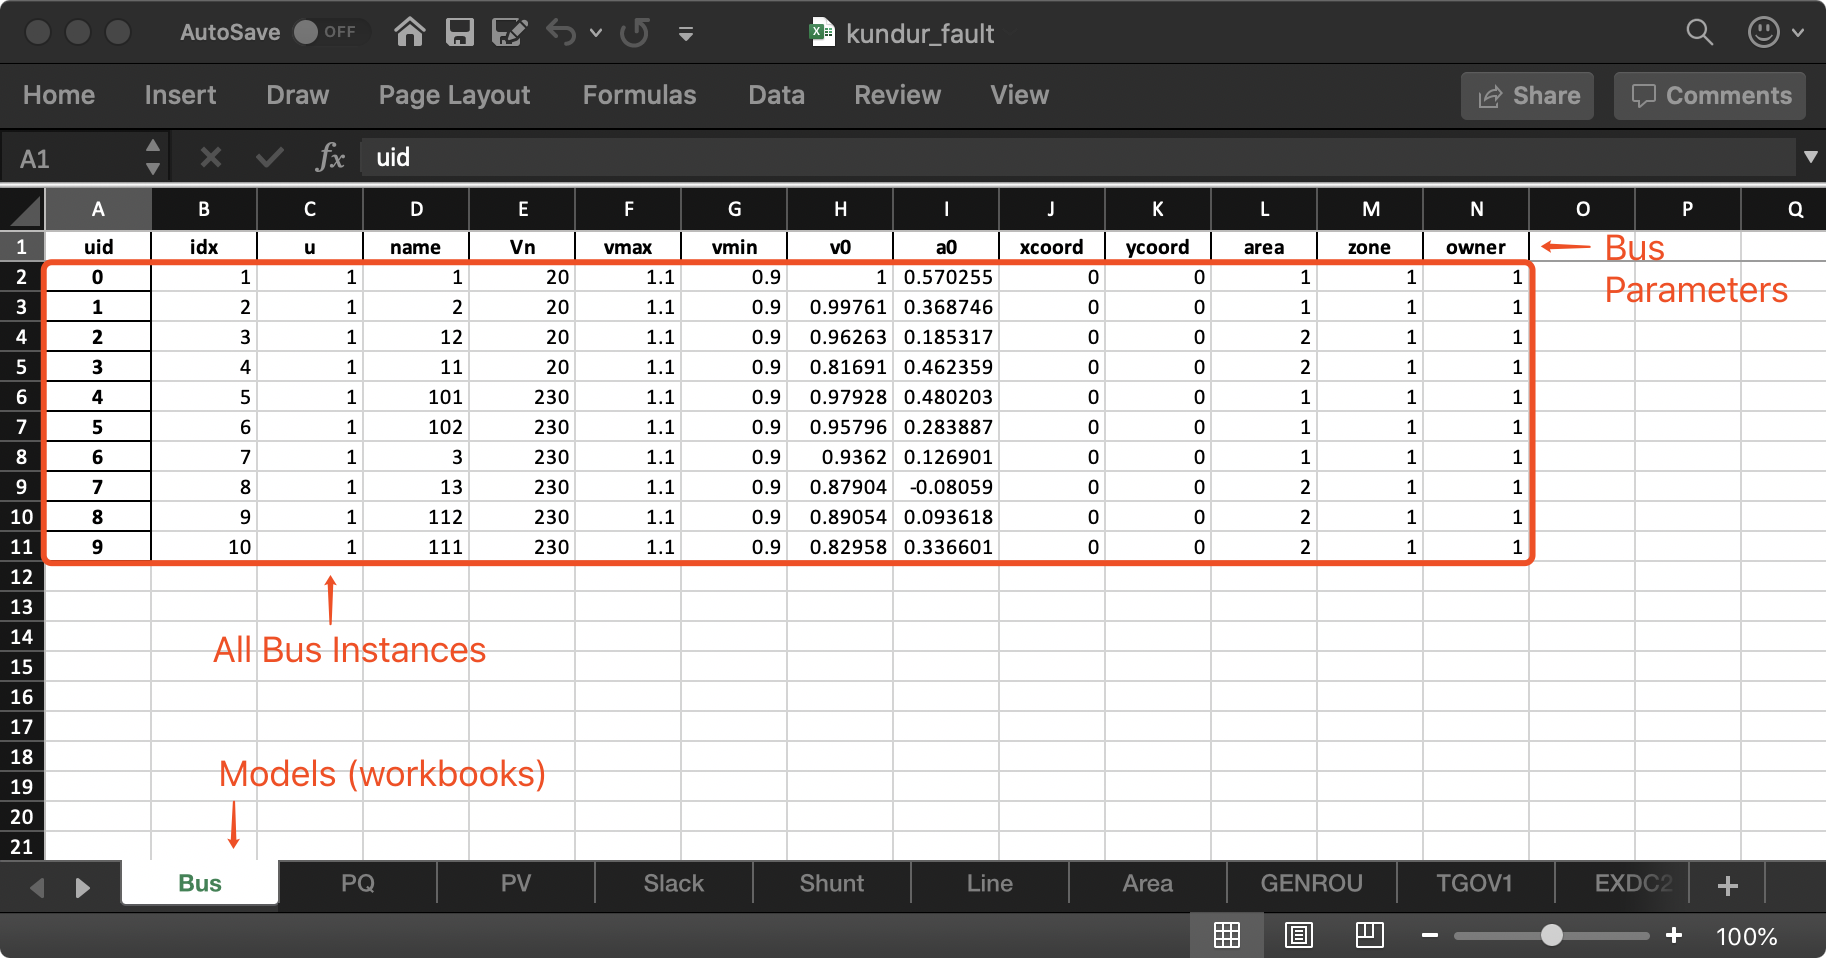 AutoSave OFF kundur_fault
Home Insert Draw Page Layout Formulas Data Review View Share Comments
A1 fx uid
A B C D E F G H I J K L M N O P Q
1 uid idx u name Vn vmax vmin v0 a0 xcoord ycoord area zone owner Bus
Parameters
2 0 1 1 1 20 1.1 0.9 1 0.570255 0 0 1 1 1
3 1 2 1 2 20 1.1 0.9 0.99761 0.368746 0 0 1 1 1
4 2 3 1 12 20 1.1 0.9 0.96263 0.185317 0 0 2 1 1
5 3 4 1 11 20 1.1 0.9 0.81691 0.462359 0 0 2 1 1
6 4 5 1 101 230 1.1 0.9 0.97928 0.480203 0 0 1 1 1
7 5 6 1 102 230 1.1 0.9 0.95796 0.283887 0 0 1 1 1
8 6 7 1 3 230 1.1 0.9 0.9362 0.126901 0 0 1 1 1
9 7 8 1 13 230 1.1 0.9 0.87904 -0.08059 0 0 2 1 1
10 8 9 1 112 230 1.1 0.9 0.89054 0.093618 0 0 2 1 1
11 9 10 1 111 230 1.1 0.9 0.82958 0.336601 0 0 2 1 1
12
13
14 All Bus Instances
15
16
17
18 Models (workbooks)
19
20
21
Bus PQ PV Slack Shunt Line Area GENROU TGOV1 EXDC2 +
100%